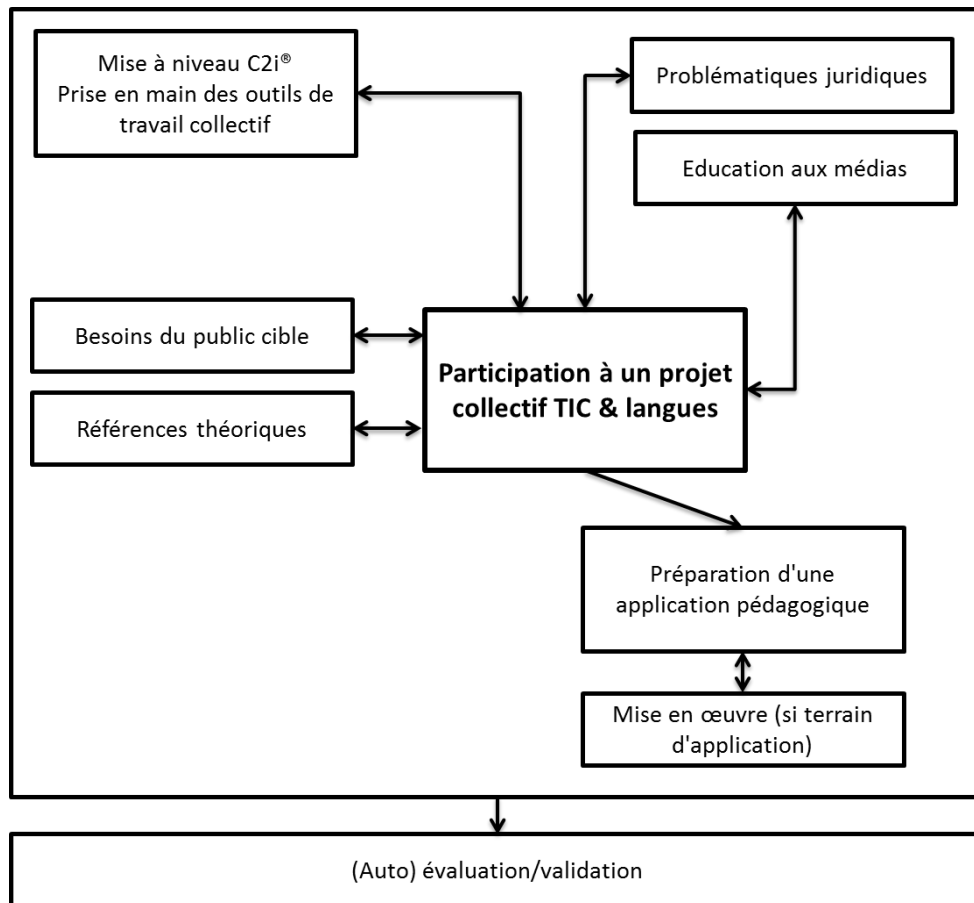 Mise à niveau C2i®
Prise en main des outils de
travail collectif
Problématiques juridiques
Education aux médias
Besoins du public cible
Références théoriques
Participation à un projet
collectif TIC & langues
Préparation d'une
application pédagogique
Mise en œuvre (si terrain
d'application)
(Auto) évaluation/validation